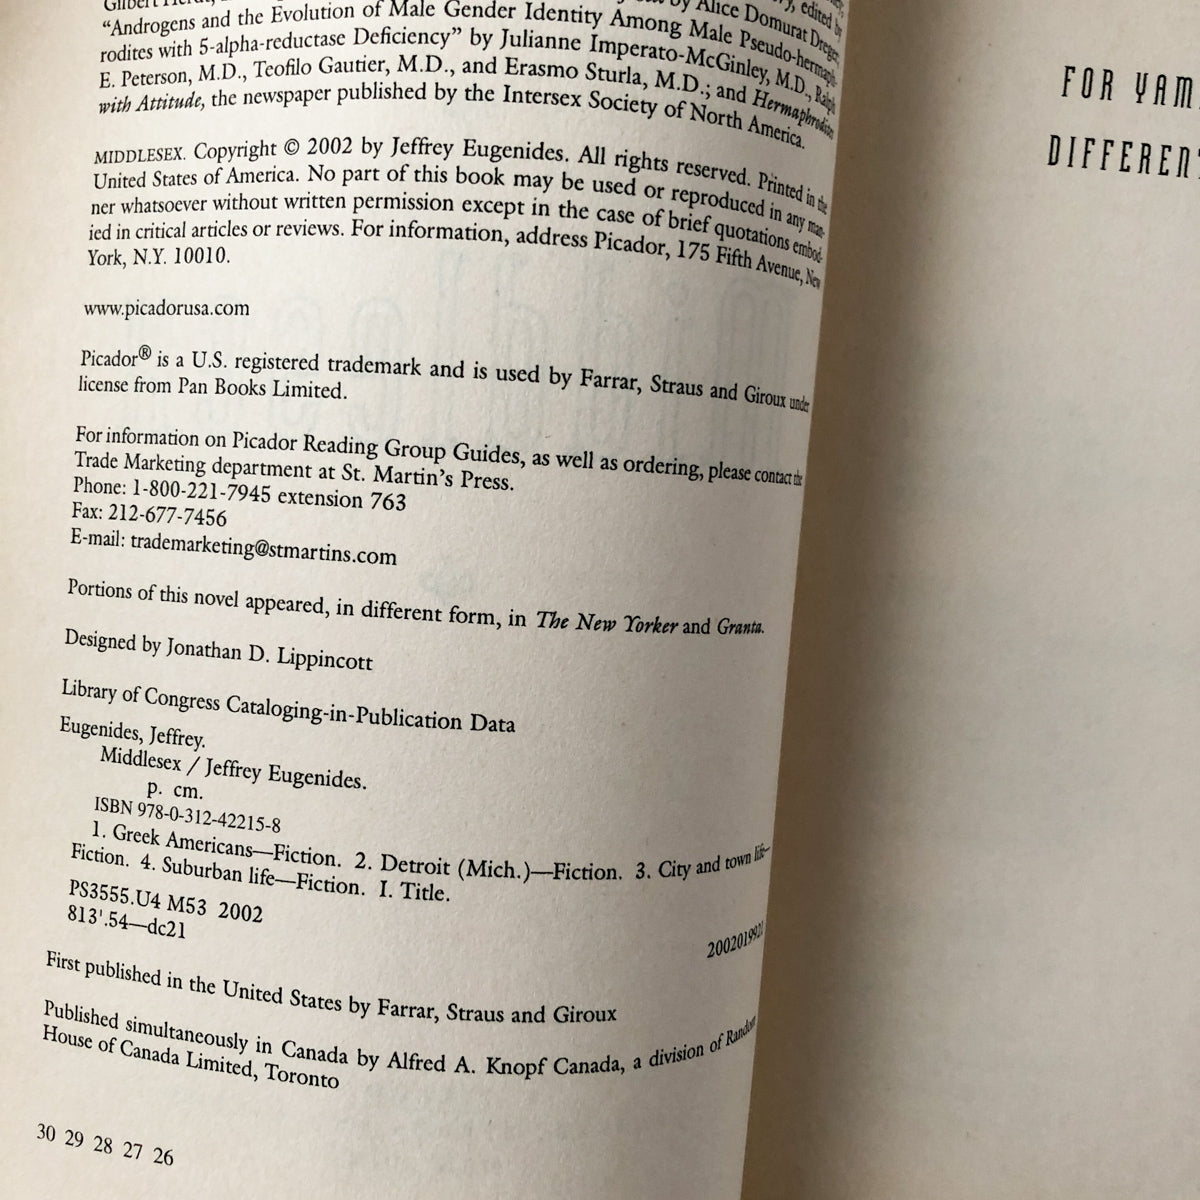 by Alice Domurat Dreger;
edited by
"Androgens and the Evolution of Male Gender Identity Among Male Pseudo-hermaph-
rodites with 5-alpha-reductase Deficiency" by Julianne Imperato-McGinley, M.D., Ralph
E. Peterson, M.D., Teofilo Gautier, M.D., and Erasmo Sturla, M.D.; and Hermaphrodites
with Attitude, the newspaper published by the Intersex Society of North America.
MIDDLESEX. Copyright © 2002 by Jeffrey Eugenides. All rights reserved. Printed in the
United States of America. No part of this book may be used or reproduced in any man-
ner whatsoever without written permission except in the case of brief quotations embod-
ied in critical articles or reviews. For information, address Picador, 175 Fifth Avenue, New
York, N.Y. 10010.
www.picadorusa.com
Picador® is a U.S. registered trademark and is used by Farrar, Straus and Giroux under
license from Pan Books Limited.
For information on Picador Reading Group Guides, as well as ordering, please contact the
Trade Marketing department at St. Martin's Press.
Phone: 1-800-221-7945 extension 763
Fax: 212-677-7456
E-mail: trademarketing@stmartins.com
Portions of this novel appeared, in different form, in The New Yorker and Granta.
Designed by Jonathan D. Lippincott
Library of Congress Cataloging-in-Publication Data
Eugenides, Jeffrey.
Middlesex / Jeffrey Eugenides.
p. cm.
ISBN 978-0-312-42215-8
1. Greek Americans—Fiction. 2. Detroit (Mich.)—Fiction. 3. City and town life—
Fiction. 4. Suburban life—Fiction. I. Title.
PS3555.U4 M53 2002
813'.54—dc21
First published in the United States by Farrar, Straus and Giroux
Published simultaneously in Canada by Alfred A. Knopf Canada, a division of Random
House of Canada Limited, Toronto
30 29 28 27 26
FOR YAM
DIFFERENT